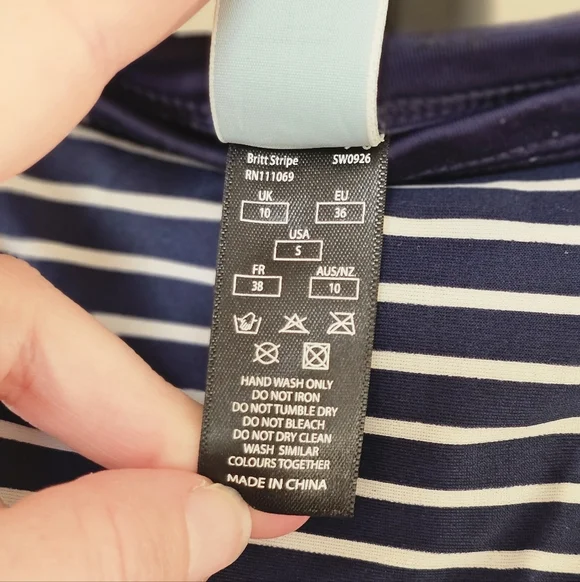 Britt Stripe SW0926
RN111069
UK EU
10 36
USA
S
FR AUS/NZ.
38 10
HAND WASH ONLY
DO NOT IRON
DO NOT TUMBLE DRY
DO NOT BLEACH
DO NOT DRY CLEAN
WASH SIMILAR
COLOURS TOGETHER
MADE IN CHINA